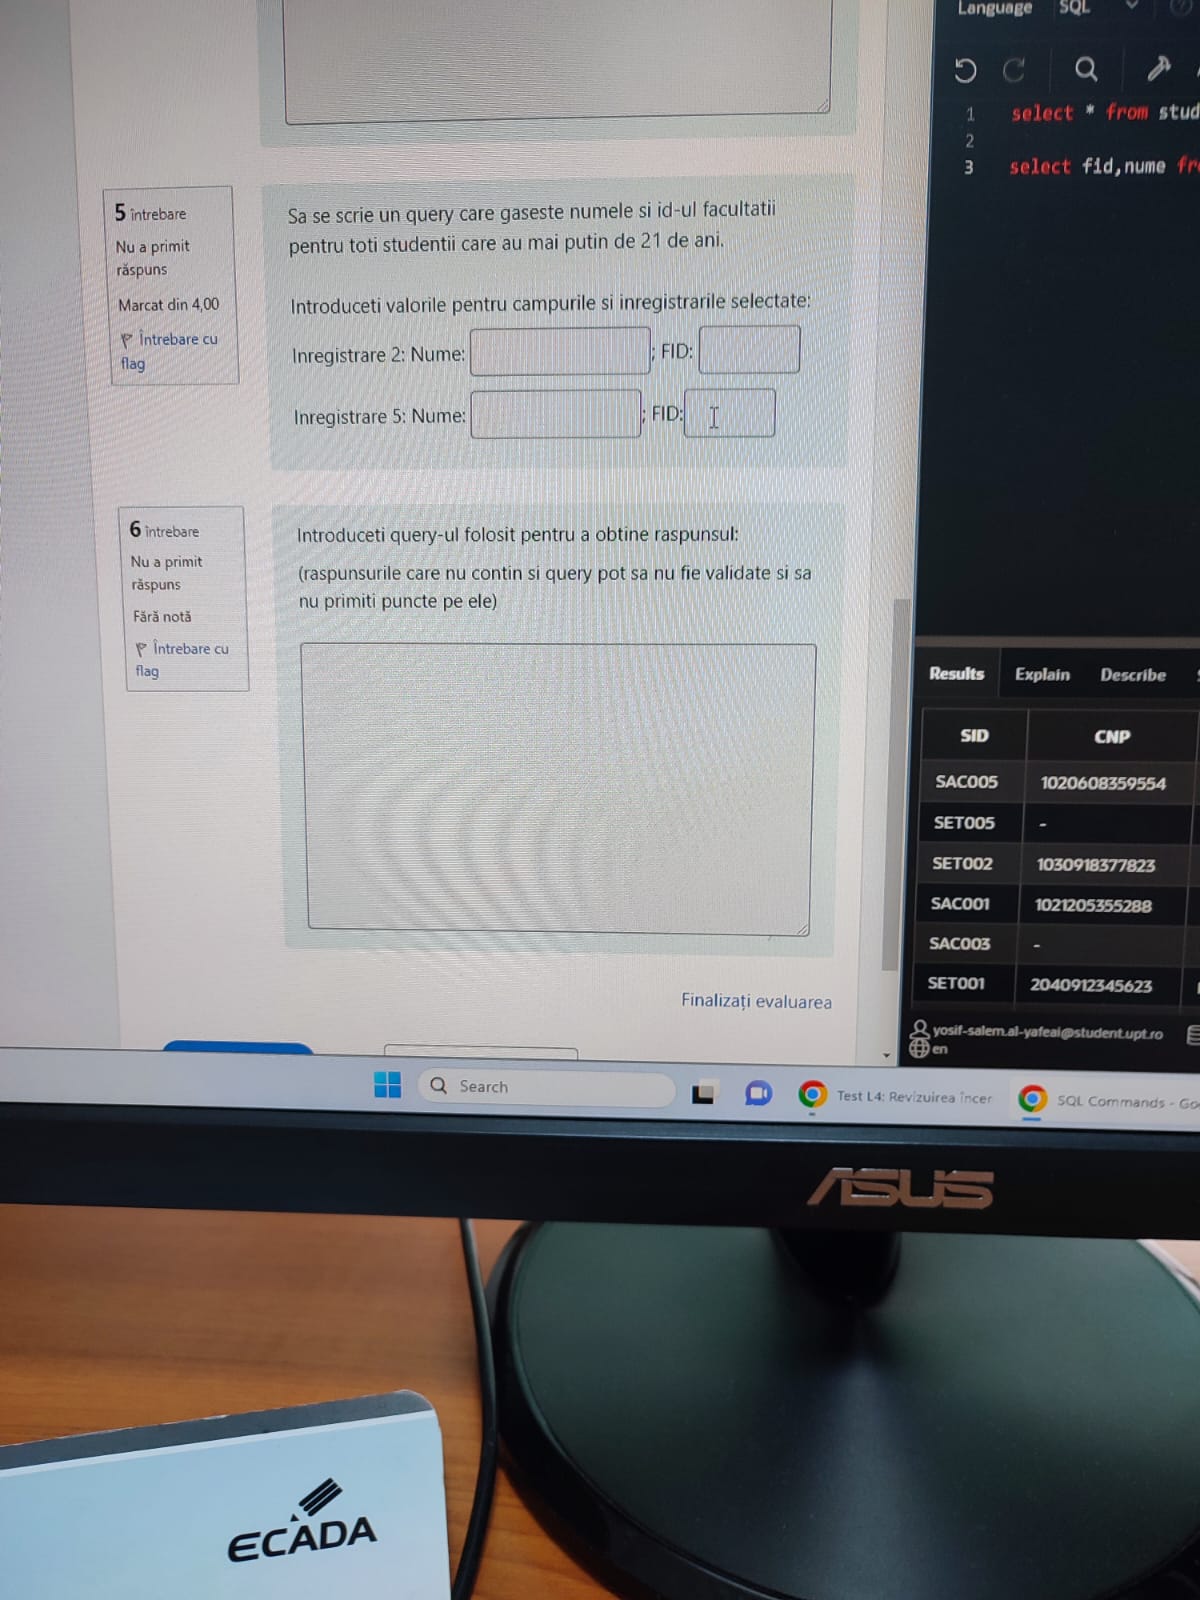 Language SQL
1 select * from stud
2
3 select fid,nume fr
5 întrebare
Nu a primit
răspuns
Marcat din 4,00
Întrebare cu
flag
Sa se scrie un query care gaseste numele si id-ul facultatii
pentru toti studentii care au mai putin de 21 de ani.
Introduceti valorile pentru campurile si inregistrarile selectate:
Inregistrare 2: Nume: ; FID:
Inregistrare 5: Nume: ; FID:
6 întrebare
Nu a primit
răspuns
Fără notă
Întrebare cu
flag
Introduceti query-ul folosit pentru a obtine raspunsul:
(raspunsurile care nu contin si query pot sa nu fie validate si sa
nu primiti puncte pe ele)
Finalizați evaluarea
Results Explain Describe
SID CNP
SAC005 1020608359554
SET005 -
SET002 1030918377823
SAC001 1021205355288
SAC003 -
SET001 2040912345623
yosif-salem.al-yafeai@student.upt.ro
en
Search
Test L4: Revizuirea încer
SQL Commands - Go
ASUS
ECADA